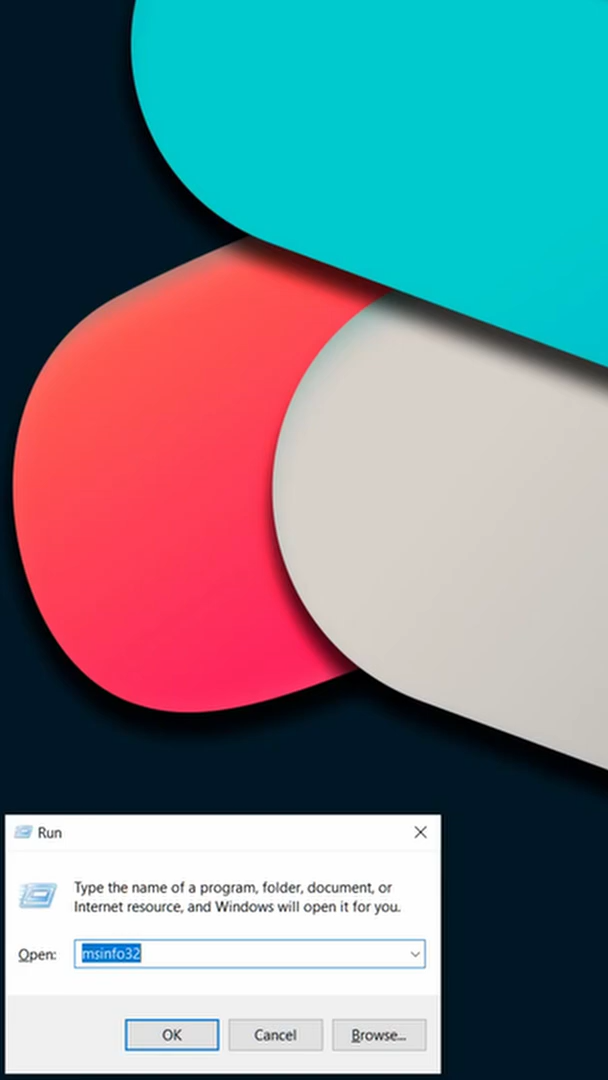 Run
Type the name of a program, folder, document, or
Internet resource, and Windows will open it for you.
Open: msinfo32
OK Cancel Browse...